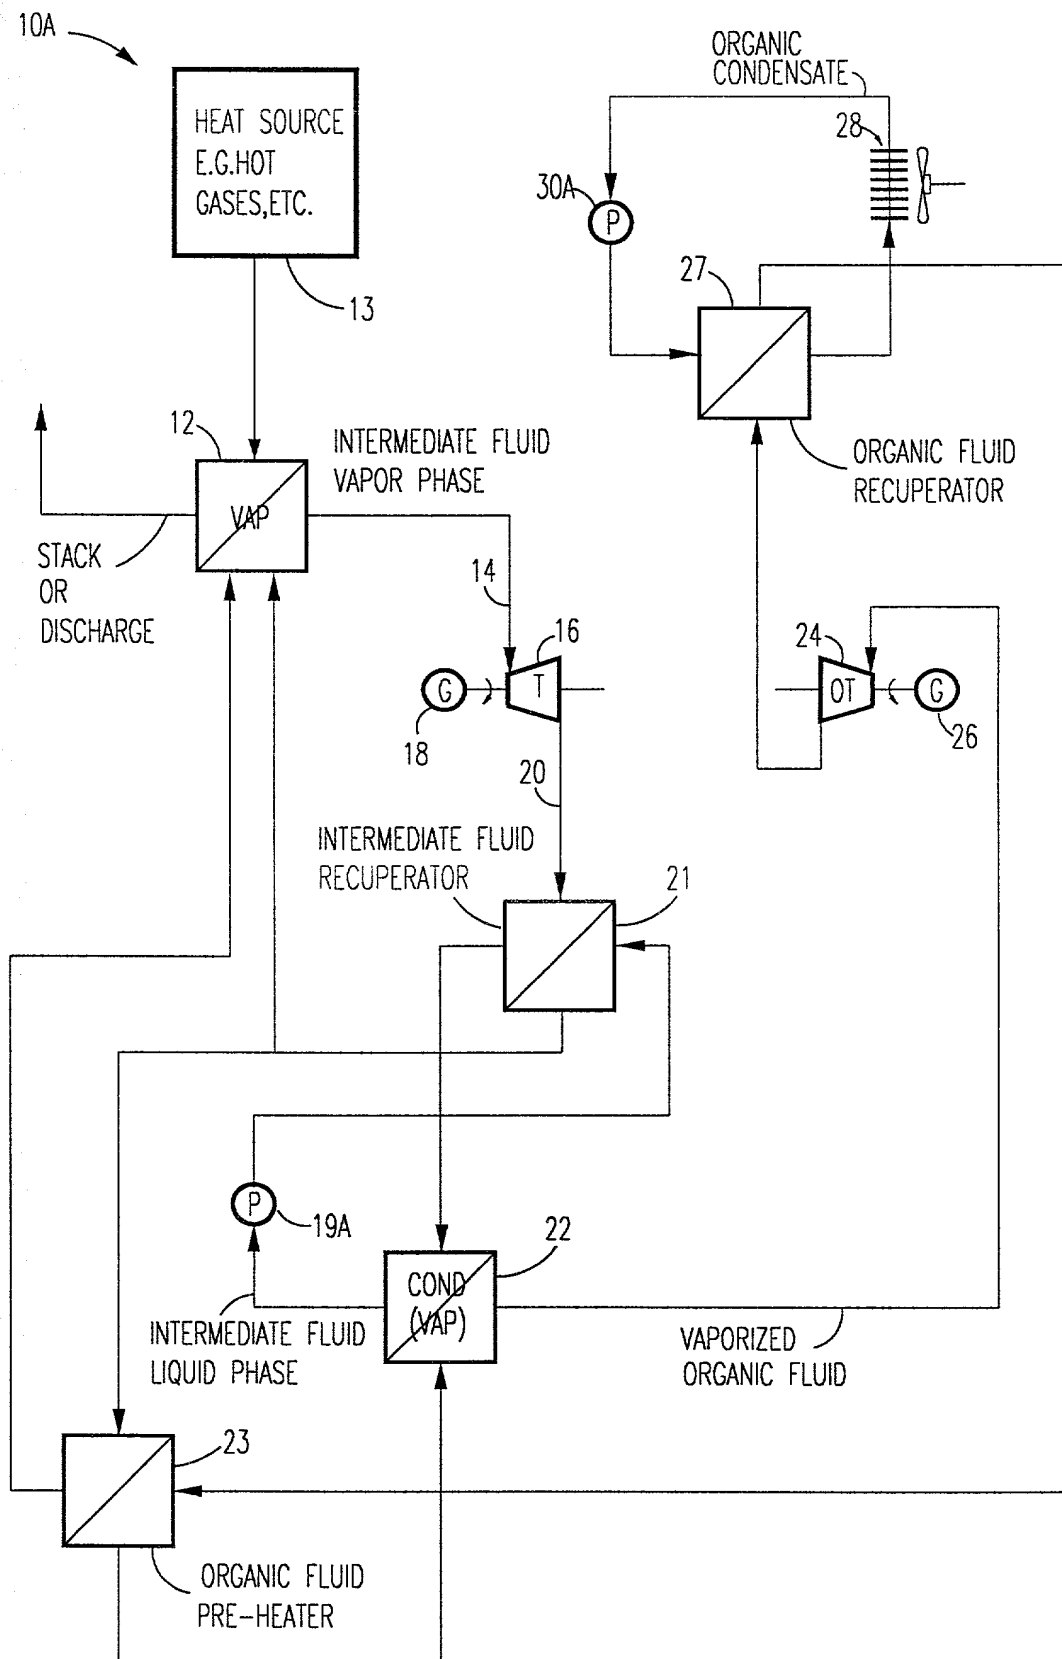 10A
HEAT SOURCE
E.G.HOT
GASES,ETC.
13
ORGANIC
CONDENSATE
28
30A
P
27
ORGANIC FLUID
RECUPERATOR
12
VAP
INTERMEDIATE FLUID
VAPOR PHASE
STACK
OR
DISCHARGE
14
16
G
T
18
24
OT
G
26
20
INTERMEDIATE FLUID
RECUPERATOR
21
P
19A
22
COND
(VAP)
INTERMEDIATE FLUID
LIQUID PHASE
VAPORIZED
ORGANIC FLUID
23
ORGANIC FLUID
PRE-HEATER